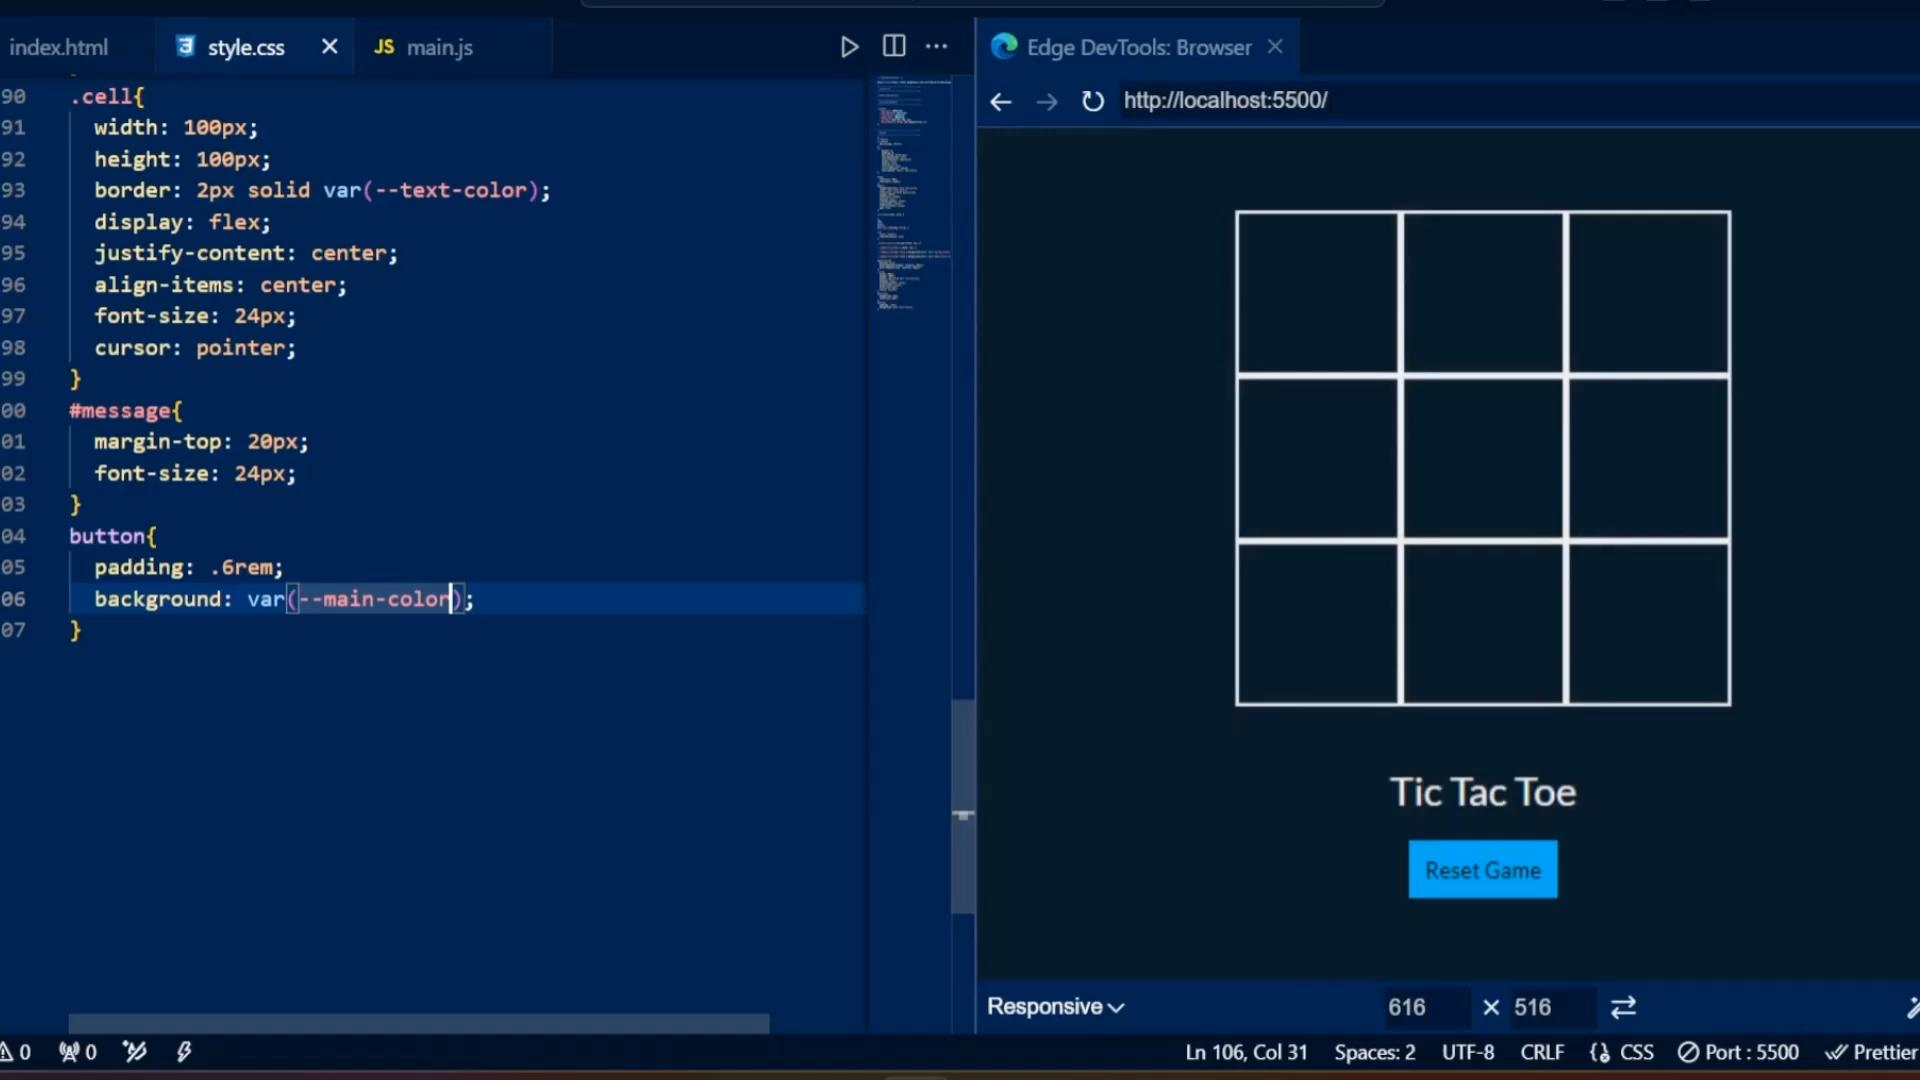 index.html
style.css
JS main.js
Edge DevTools: Browser
http://localhost:5500/
90 .cell{
91 width: 100px;
92 height: 100px;
93 border: 2px solid var(--text-color);
94 display: flex;
95 justify-content: center;
96 align-items: center;
97 font-size: 24px;
98 cursor: pointer;
99 }
00 #message{
01 margin-top: 20px;
02 font-size: 24px;
03 }
04 button{
05 padding: .6rem;
06 background: var(--main-color);
07 }
Tic Tac Toe
Reset Game
Responsive
616 × 516
0 0 Ln 106, Col 31 Spaces: 2 UTF-8 CRLF CSS Port : 5500 Prettier